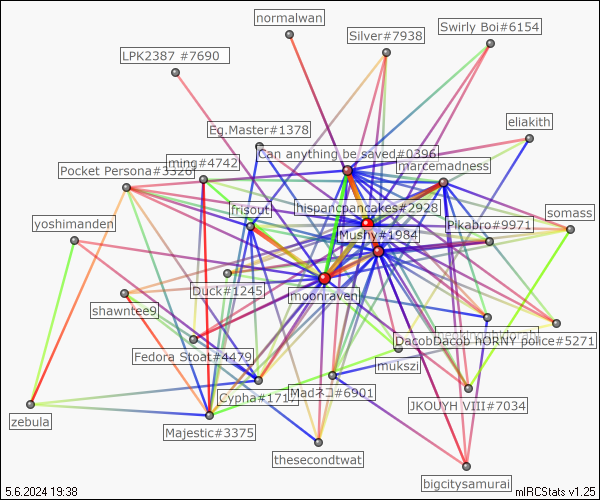 normalwan
Swirly Boi#6154
Silver#7938
LPK2387 #7690
eliakith
Eg.Master#1378
Can anything be saved#0396
ming#4742
marcemadness
Pocket Persona#3326
hispancpancakes#2928
frisout
somass
Pikabro#9971
yoshimanden
Mushy#1984
Duck#1245
moonraven
shawntee9
DacobDacob hORNY police#5271
Fedora Stoat#4479
mukszi
Cypha#171
Madネコ#6901
JKOUYH VIII#7034
zebula
Majestic#3375
thesecondtwat
bigcitysamurai
5.6.2024 19:38
mIRCStats v1.25